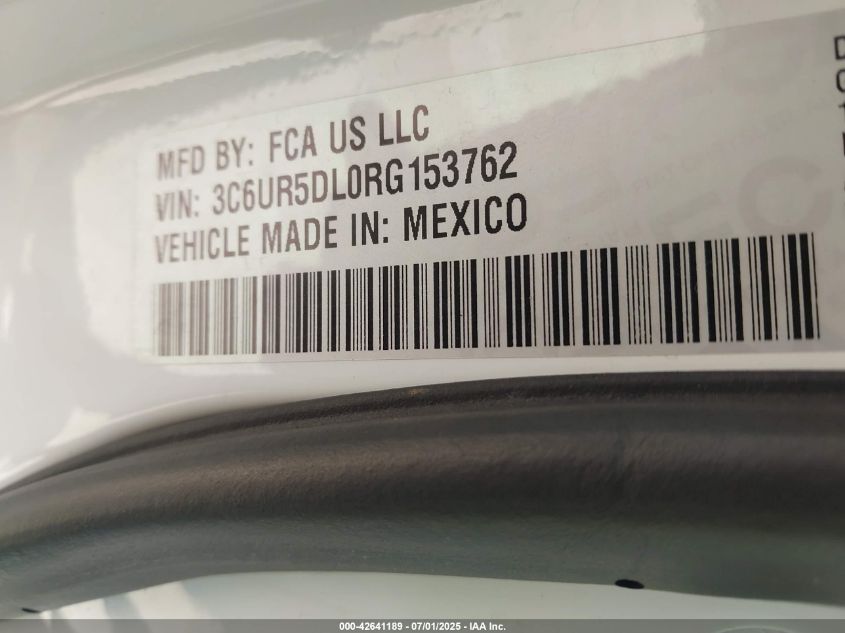 MFD BY: FCA US LLC
VIN: 3C6UR5DL0RG153762
VEHICLE MADE IN: MEXICO
000-42641189 - 07/01/2025 - IAA Inc.